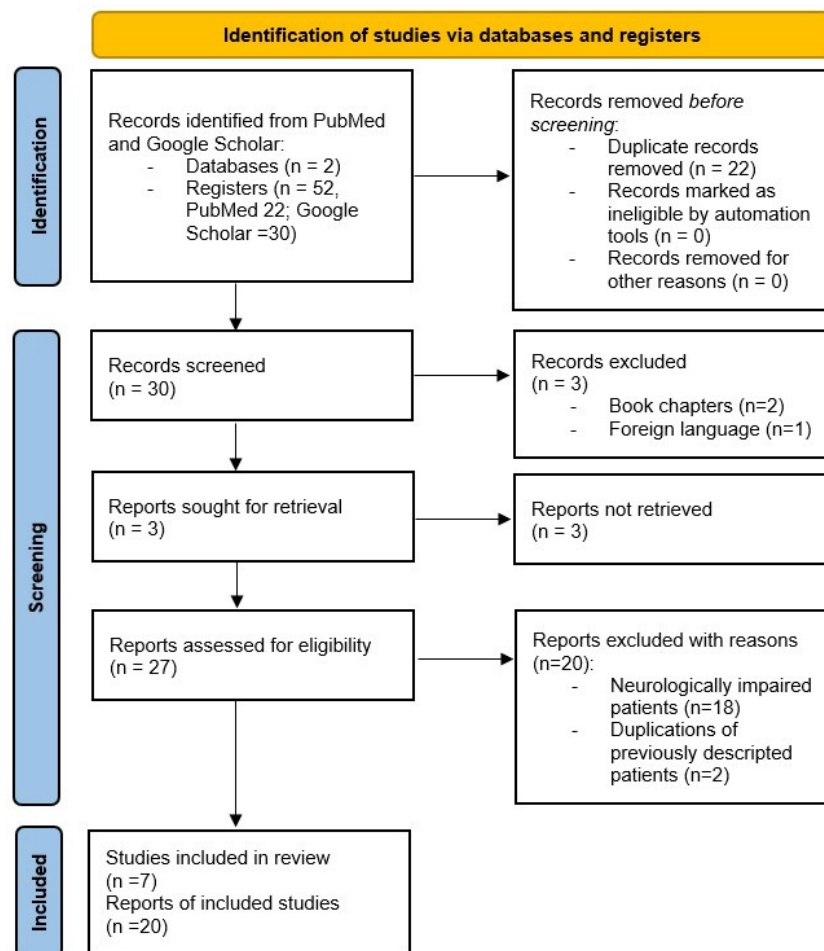 Identification of studies via databases and registers
Identification
Records identified from PubMed
and Google Scholar:
- Databases (n = 2)
- Registers (n = 52,
PubMed 22; Google
Scholar =30)
Records removed before
screening:
- Duplicate records
removed (n = 22)
- Records marked as
ineligible by automation
tools (n = 0)
- Records removed for
other reasons (n = 0)
Screening
Records screened
(n = 30)
Records excluded
(n = 3)
- Book chapters (n=2)
- Foreign language (n=1)
Reports sought for retrieval
(n = 3)
Reports not retrieved
(n = 3)
Reports assessed for eligibility
(n = 27)
Reports excluded with reasons
(n=20):
- Neurologically impaired
patients (n=18)
- Duplications of
previously descripted
patients (n=2)
Included
Studies included in review
(n =7)
Reports of included studies
(n =20)